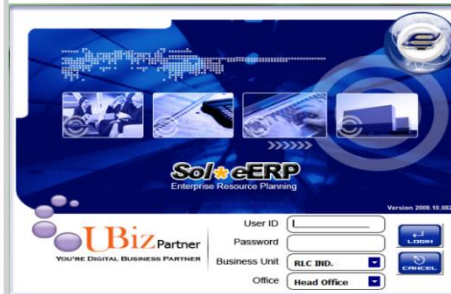 Sol*eERP
Enterprise Resource Planning
Version 2008.10.082
UBiz Partner
YOU'RE DIGITAL BUSINESS PARTNER
User ID
Password
Business Unit RLC IND.
Office Head Office
LOGIN
CANCEL